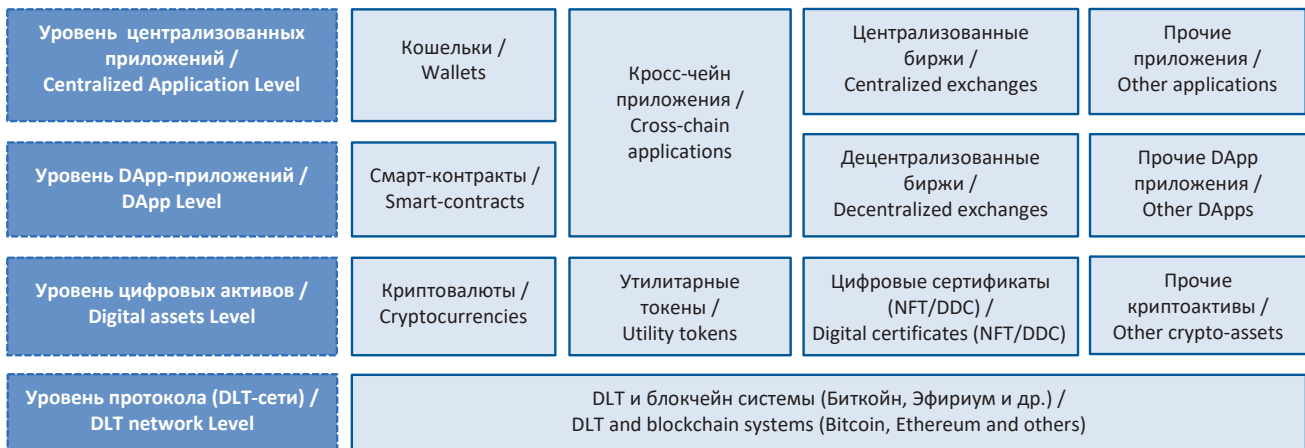 Уровень централизованных
приложений /
Centralized Application Level
Кошельки /
Wallets
Кросс-чейн
приложения /
Cross-chain
applications
Централизованные
биржи /
Centralized exchanges
Прочие
приложения /
Other applications
Уровень DApp-приложений /
DApp Level
Смарт-контракты /
Smart-contracts
Децентрализованные
биржи /
Decentralized exchanges
Прочие DApp
приложения /
Other DApps
Уровень цифровых активов /
Digital assets Level
Криптовалюты /
Cryptocurrencies
Утилитарные
токены /
Utility tokens
Цифровые сертификаты
(NFT/DDC) /
Digital certificates (NFT/DDC)
Прочие
криптоактивы /
Other crypto-assets
Уровень протокола (DLT-сети) /
DLT network Level
DLT и блокчейн системы (Биткойн, Эфириум и др.) /
DLT and blockchain systems (Bitcoin, Ethereum and others)